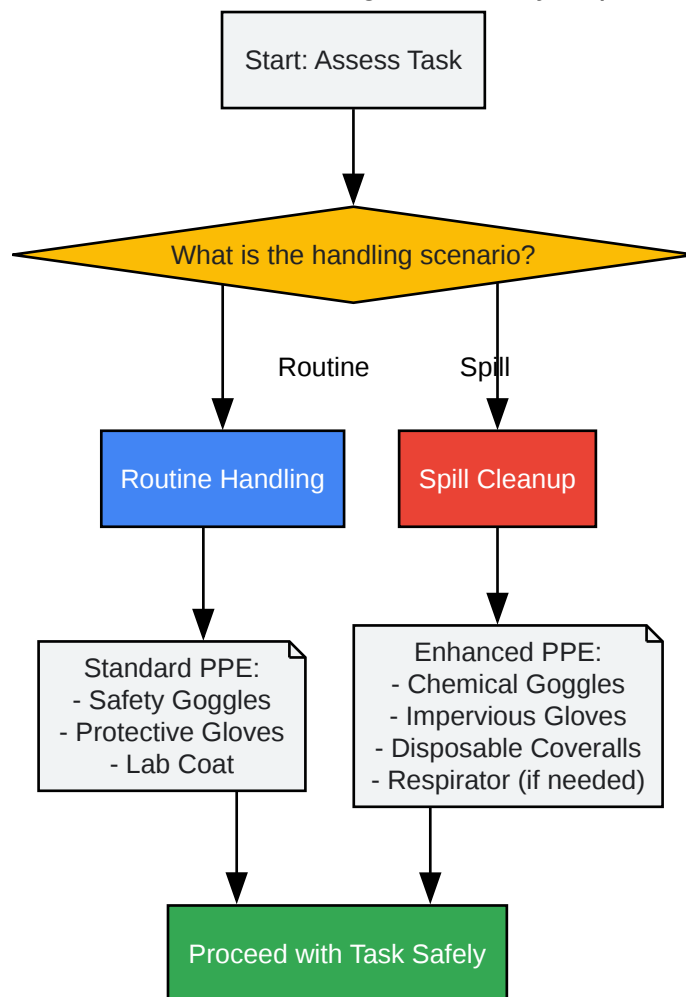 Start: Assess Task
What is the handling scenario?
Routine
Spill
Routine Handling
Spill Cleanup
Standard PPE:
- Safety Goggles
- Protective Gloves
- Lab Coat
Enhanced PPE:
- Chemical Goggles
- Impervious Gloves
- Disposable Coveralls
- Respirator (if needed)
Proceed with Task Safely